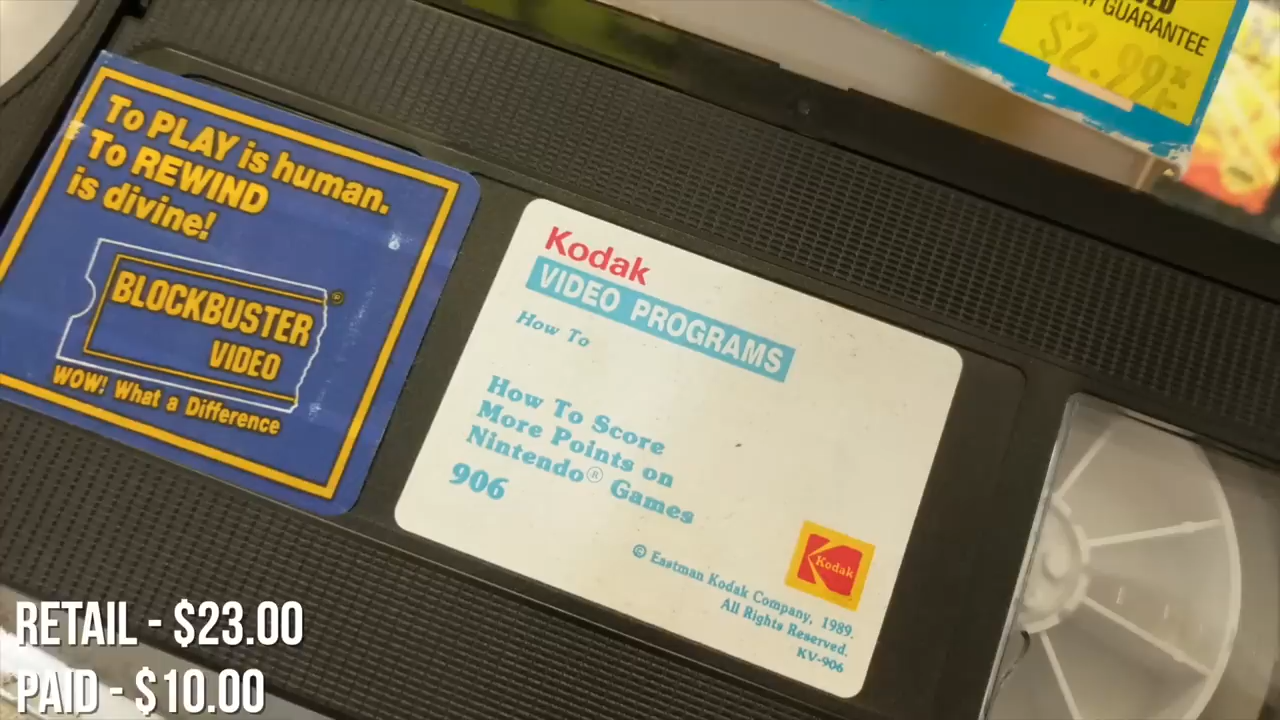 To PLAY is human.
To REWIND
is divine!
BLOCKBUSTER®
VIDEO
WOW! What a Difference
Kodak
VIDEO PROGRAMS
How To
How To Score
More Points on
Nintendo® Games
906
Kodak
© Eastman Kodak Company, 1989.
All Rights Reserved.
KV-906
GUARANTEE
$2.99
RETAIL - $23.00
PAID - $10.00